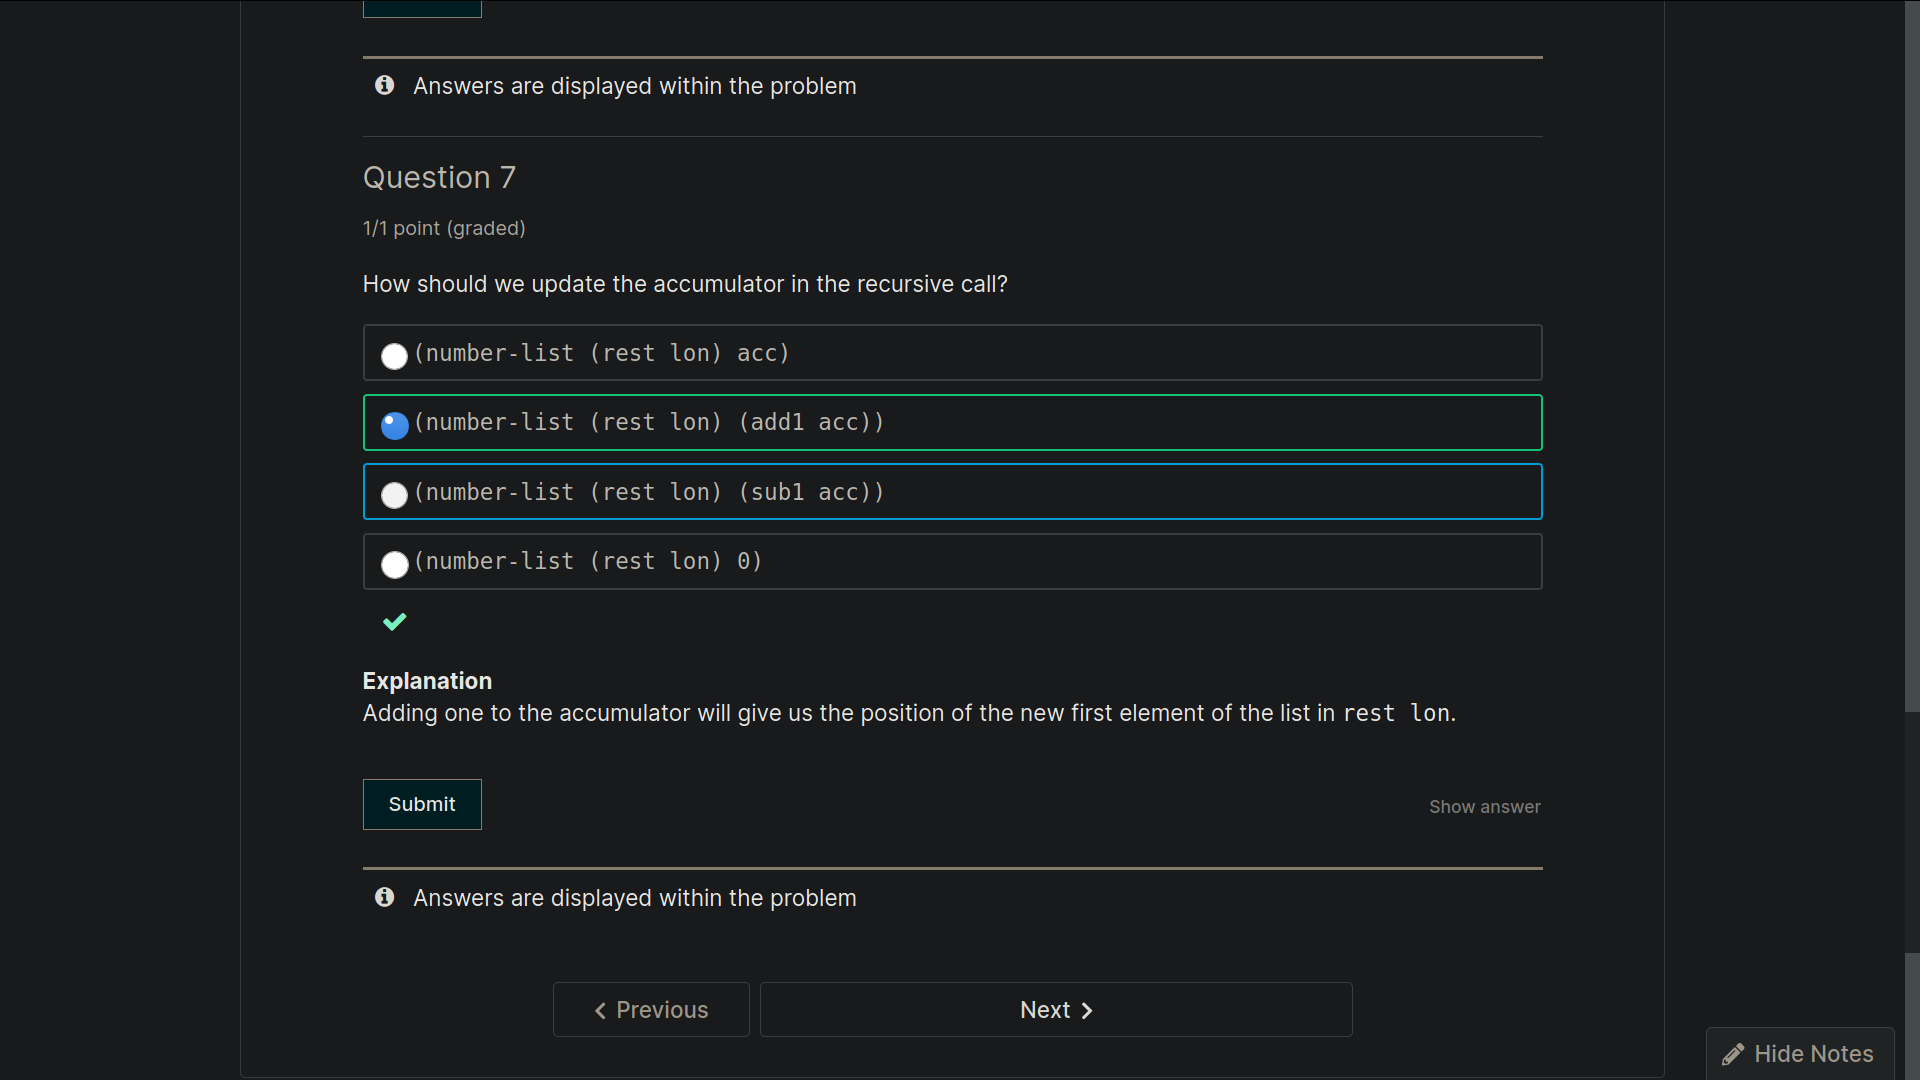 Answers are displayed within the problem
Question 7
1/1 point (graded)
How should we update the accumulator in the recursive call?
(number-list (rest lon) acc)
(number-list (rest lon) (add1 acc))
(number-list (rest lon) (sub1 acc))
(number-list (rest lon) 0)
Explanation
Adding one to the accumulator will give us the position of the new first element of the list in rest lon.
Submit
Show answer
Answers are displayed within the problem
Previous
Next
Hide Notes